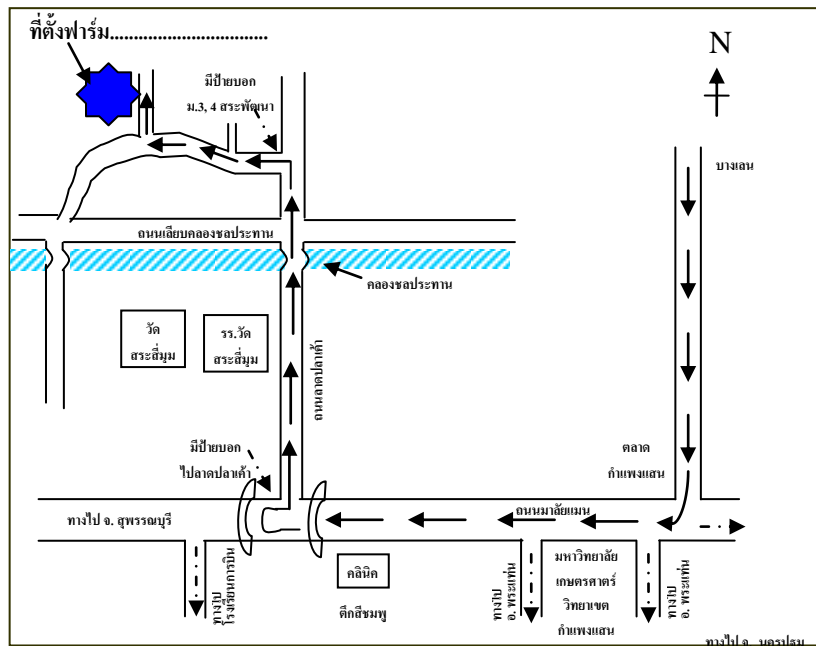 ที่ตั้งฟาร์ม................................
N
มีป้ายบอก
ม.3, 4 สระพัฒนา
บางเลน
ถนนเลียบคลองชลประทาน
คลองชลประทาน
วัด
สระสี่มุม
รร.วัด
สระสี่มุม
ถนนลาดปลาเค้า
มีป้ายบอก
ไปลาดปลาเค้า
ตลาด
กำแพงแสน
ทางไป จ. สุพรรณบุรี
ถนนมาลัยแมน
ทางไป
โรงเรียนการบิน
คลินิค
ตึกสีชมพู
ทางไป
อ. พระแท่น
มหาวิทยาลัย
เกษตรศาตร์
วิทยาเขต
กำแพงแสน
ทางไป
อ. พระแท่น
ทางไป จ. นครปฐม